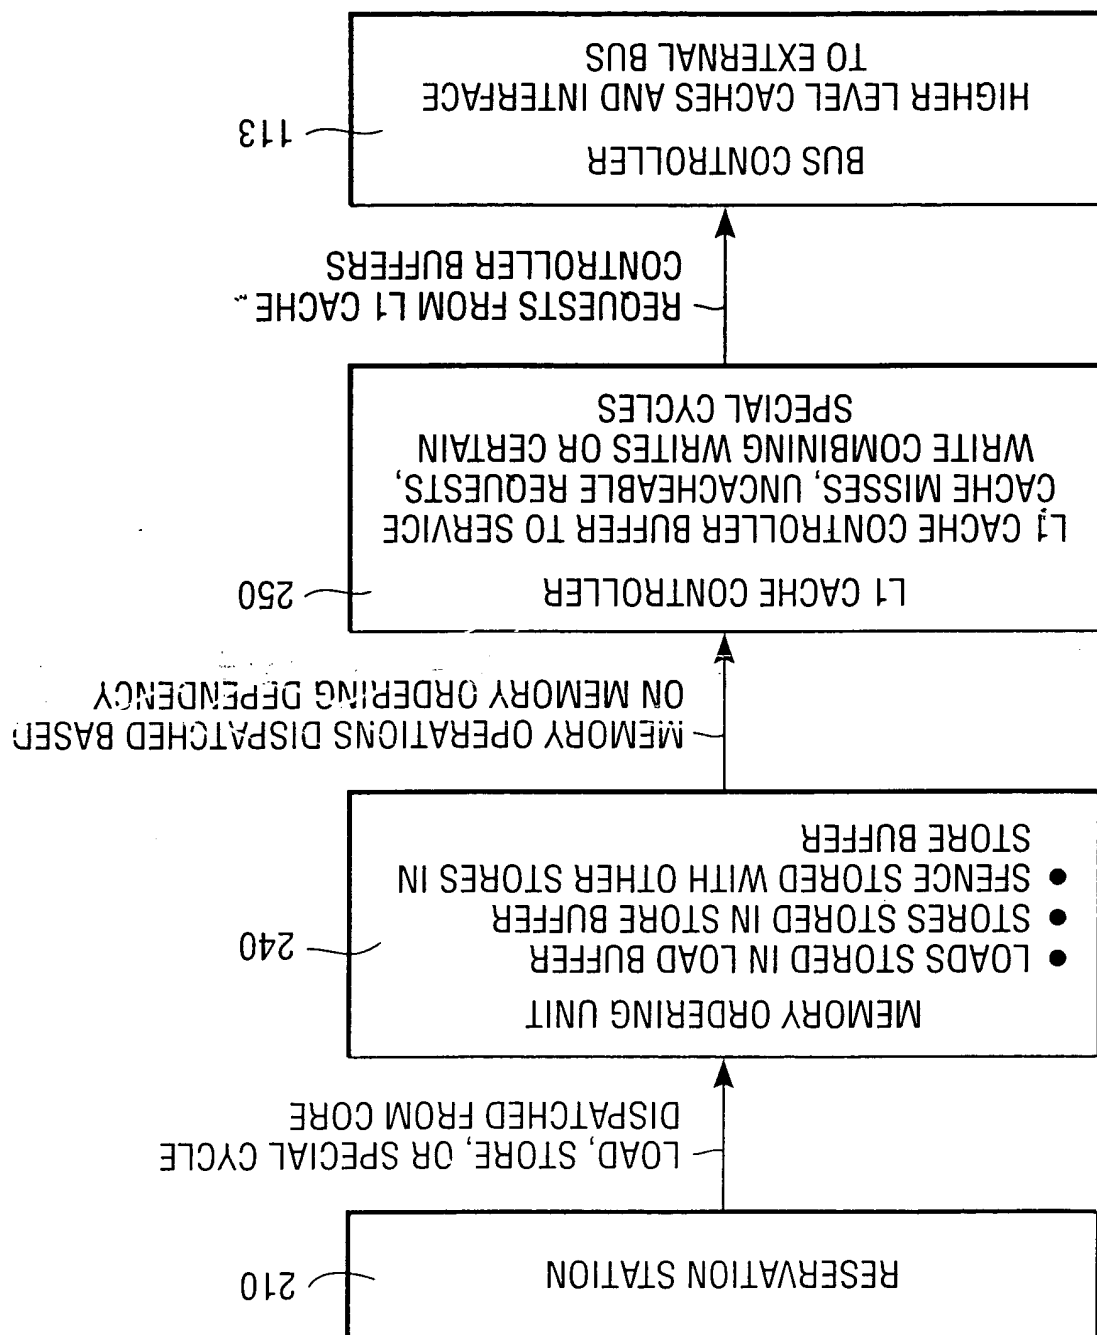 RESERVATION STATION
210
LOAD, STORE, OR SPECIAL CYCLE
DISPATCHED FROM CORE
MEMORY ORDERING UNIT
• LOADS STORED IN LOAD BUFFER
• STORES STORED IN STORE BUFFER
• SFENCE STORED WITH OTHER STORES IN
STORE BUFFER
240
MEMORY OPERATIONS DISPATCHED BASED
ON MEMORY ORDERING DEPENDENCY
L1 CACHE CONTROLLER
250
L1 CACHE CONTROLLER BUFFER TO SERVICE
CACHE MISSES, UNCACHEABLE REQUESTS,
WRITE COMBINING WRITES OR CERTAIN
SPECIAL CYCLES
REQUESTS FROM L1 CACHE
CONTROLLER BUFFERS
BUS CONTROLLER
113
HIGHER LEVEL CACHES AND INTERFACE
TO EXTERNAL BUS